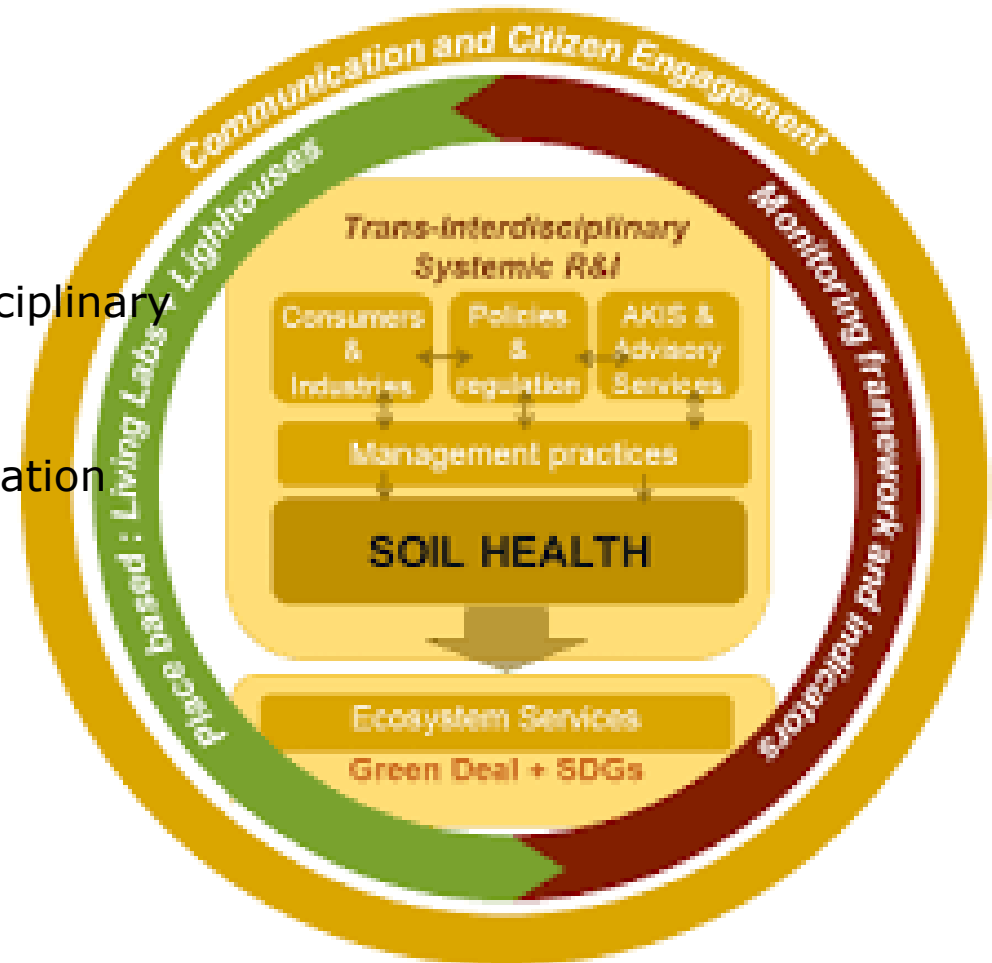 Communication and Citizen Engagement
Place based : Living Labs - Lighhouses
Monitoring framework and indicators
Trans-interdisciplinary
Systemic R&I
ciplinary
Consumers
&
Industries
Policies
&
regulation
AKIS &
Advisory
Services
Management practices
ation
SOIL HEALTH
Ecosystem Services
Green Deal + SDGs